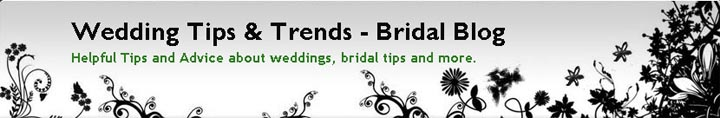 Wedding Tips & Trends - Bridal Blog
Helpful Tips and Advice about weddings, bridal tips and more.